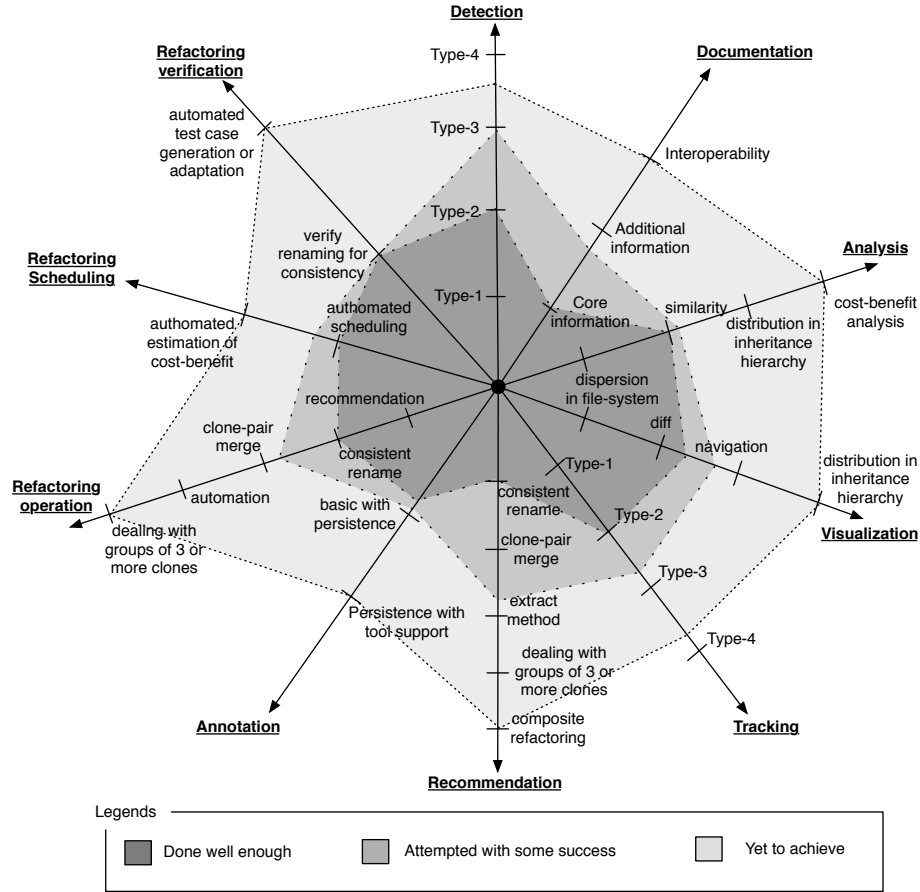 Detection
Refactoring
verification
Documentation
Type-4
automated
test case
generation or
adaptation
Type-3
Interoperability
Type-2
Additional
information
verify
renaming for
consistency
Refactoring
Scheduling
Analysis
Type-1
Core
information
similarity
cost-benefit
analysis
authomated
scheduling
authomated
estimation of
cost-benefit
distribution in
inheritance
hierarchy
dispersion
in file-system
recommendation
diff
clone-pair
merge
navigation
consistent
rename
Type-1
distribution in
inheritance
hierarchy
Refactoring
operation
automation
basic with
persistence
consistent
rename
Type-2
Visualization
dealing with
groups of 3 or
more clones
clone-pair
merge
Type-3
Persistence with
tool support
extract
method
Type-4
dealing with
groups of 3 or
more clones
Annotation
composite
refactoring
Tracking
Recommendation
Legends
Done well enough
Attempted with some success
Yet to achieve